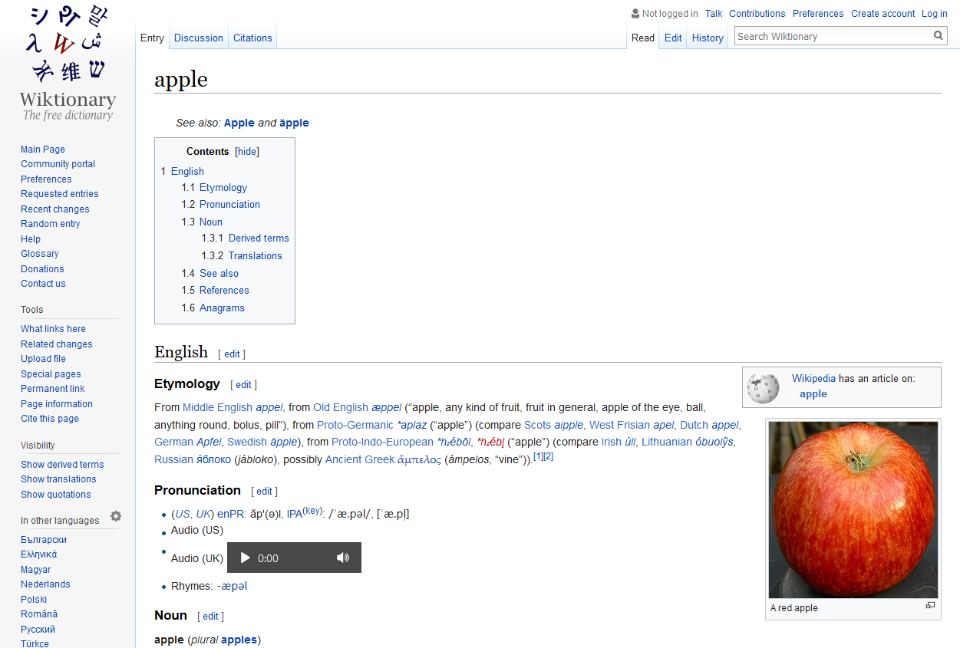 Not logged in Talk Contributions Preferences Create account Log in
Entry Discussion Citations
Read Edit History Search Wiktionary
Wiktionary
The free dictionary
Main Page
Community portal
Preferences
Requested entries
Recent changes
Random entry
Help
Glossary
Donations
Contact us
Tools
What links here
Related changes
Upload file
Special pages
Permanent link
Page information
Cite this page
Visibility
Show derived terms
Show translations
Show quotations
In other languages
Български
Ελληνικά
Magyar
Nederlands
Polski
Română
Русский
Türkçe
apple
See also: Apple and äpple
Contents [hide]
1 English
1.1 Etymology
1.2 Pronunciation
1.3 Noun
1.3.1 Derived terms
1.3.2 Translations
1.4 See also
1.5 References
1.6 Anagrams
English [ edit ]
Etymology [ edit ]
From Middle English appel, from Old English æppel (“apple, any kind of fruit, fruit in general, apple of the eye, ball,
anything round, bolus, pill”), from Proto-Germanic *aplaz (“apple”) (compare Scots aipple, West Frisian apel, Dutch appel,
German Apfel, Swedish äpple), from Proto-Indo-European *h₂ébōl, *h₂ébl̥ (“apple”) (compare Irish úll, Lithuanian óbuolỹs,
Russian я́блоко (jábloko), possibly Ancient Greek ἄμπελος (ámpelos, “vine”)).[1][2]
Wikipedia has an article on:
apple
Pronunciation [ edit ]
(US, UK) enPR: ăp'(ə)l, IPA(key): /ˈæ.pəl/, [ˈæ.pl̩]
Audio (US)
Audio (UK) 0:00
Rhymes: -æpəl
A red apple
Noun [ edit ]
apple (plural apples)